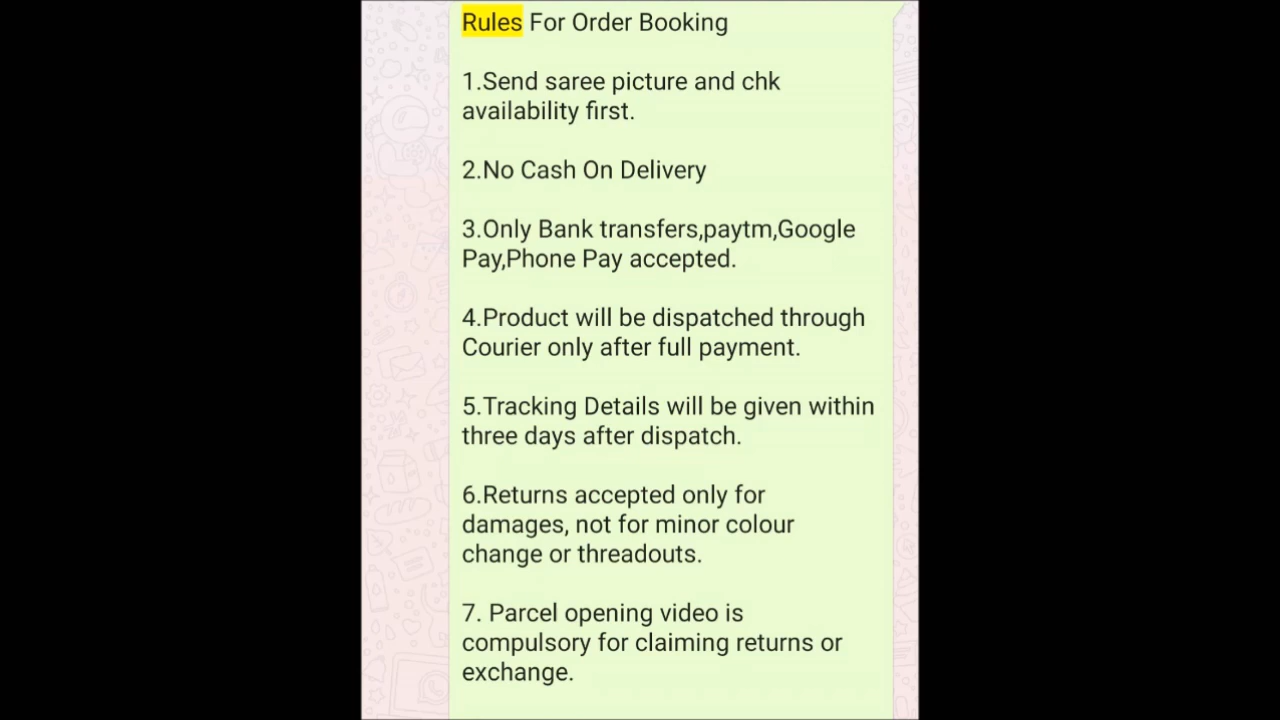 Rules For Order Booking
1.Send saree picture and chk
availability first.
2.No Cash On Delivery
3.Only Bank transfers,paytm,Google
Pay,Phone Pay accepted.
4.Product will be dispatched through
Courier only after full payment.
5.Tracking Details will be given within
three days after dispatch.
6.Returns accepted only for
damages, not for minor colour
change or threadouts.
7. Parcel opening video is
compulsory for claiming returns or
exchange.